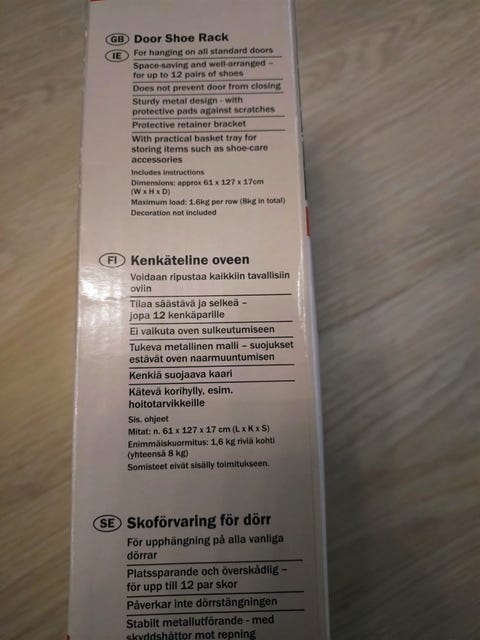 GB Door Shoe Rack
IE For hanging on all standard doors
Space-saving and well-arranged –
for up to 12 pairs of shoes
Does not prevent door from closing
Sturdy metal design - with
protective pads against scratches
Protective retainer bracket
With practical basket tray for
storing items such as shoe-care
accessories
Includes instructions
Dimensions: approx 61 x 127 x 17cm
(W x H x D)
Maximum load: 1.6kg per row (8kg in total)
Decoration not included
FI Kenkäteline oveen
Voidaan ripustaa kaikkiin tavallisiin
oviin
Tilaa säästävä ja selkeä –
jopa 12 kenkäparille
Ei vaikuta oven sulkeutumiseen
Tukeva metallinen malli – suojukset
estävät oven naarmuuntumisen
Kenkiä suojaava kaari
Kätevä korihylly, esim.
hoitotarvikkeille
Sis. ohjeet
Mitat: n. 61 x 127 x 17 cm (L x K x S)
Enimmäiskuormitus: 1,6 kg riviä kohti
(yhteensä 8 kg)
Somisteet eivät sisälly toimitukseen.
SE Skoförvaring för dörr
För upphängning på alla vanliga
dörrar
Platssparande och överskådlig –
för upp till 12 par skor
Påverkar inte dörrstängningen
Stabilt metallutförande - med
skyddshättor mot repning